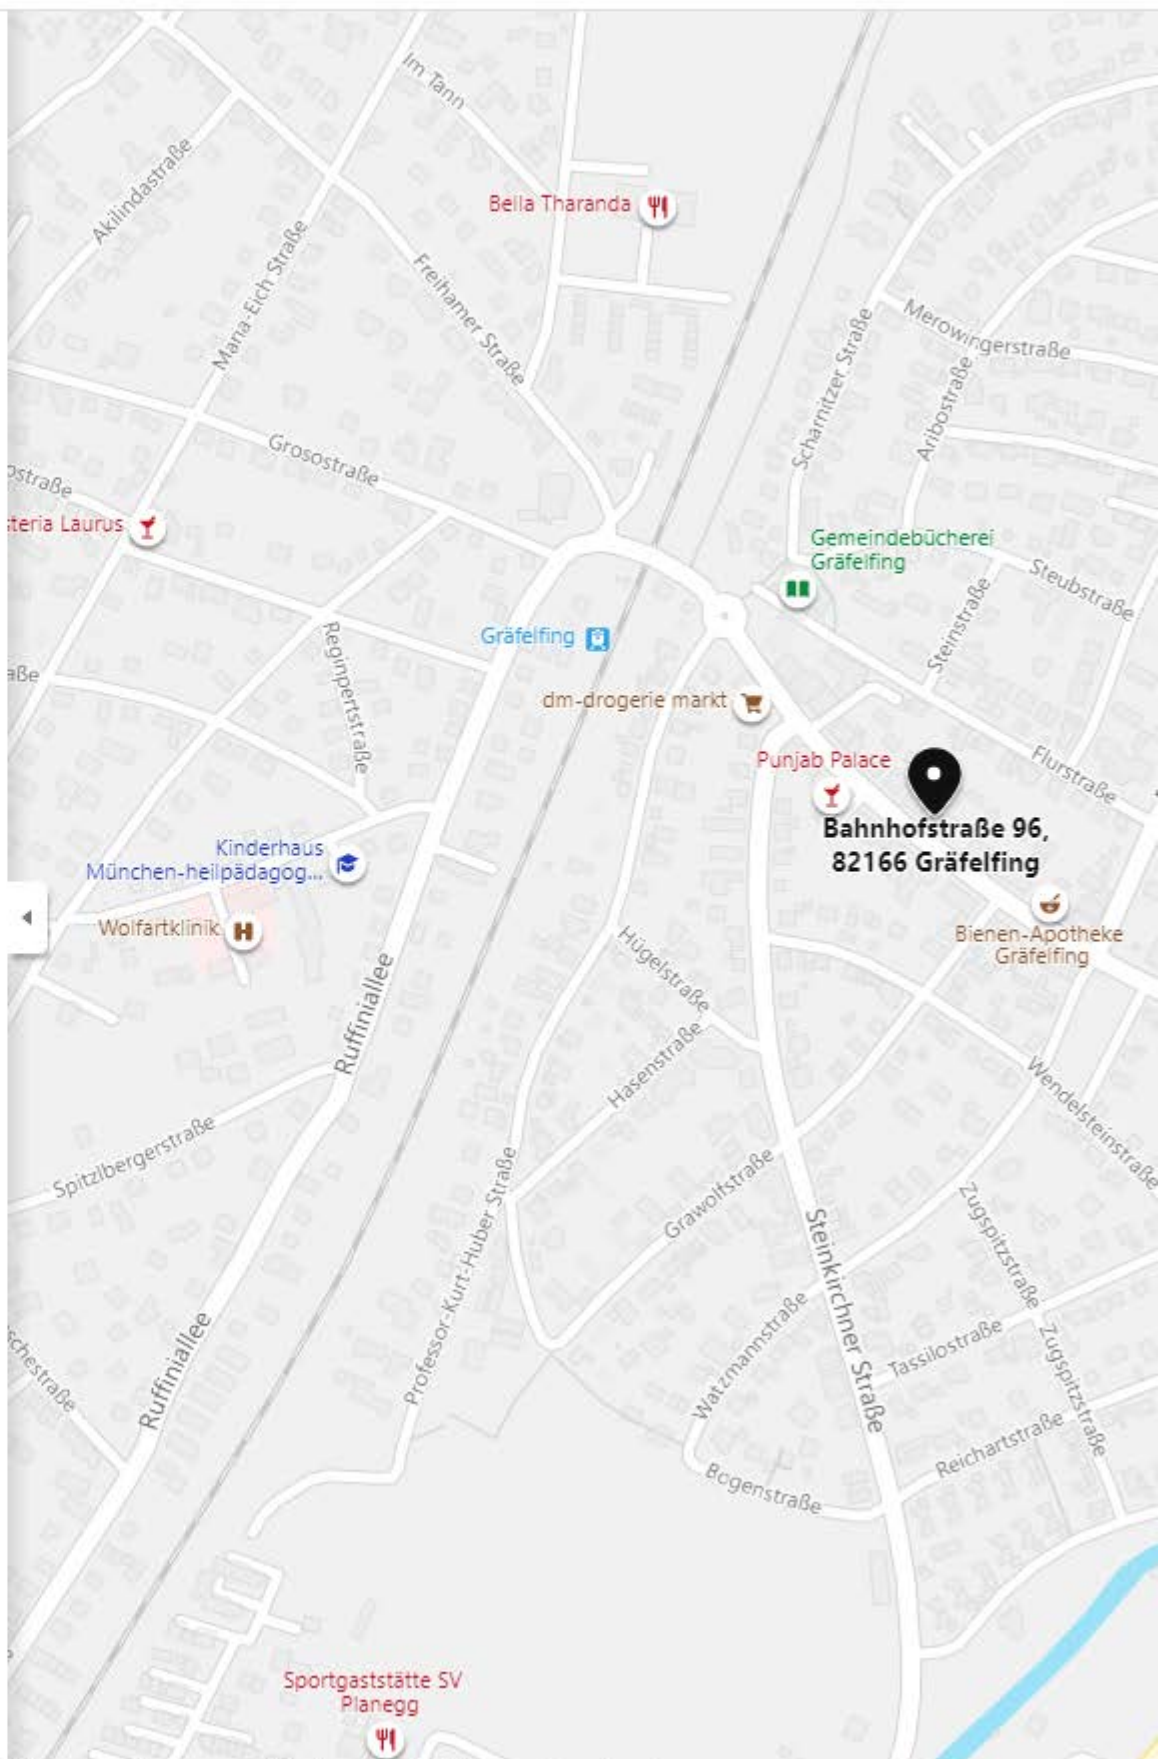 Im Tann
Akilindastraße
Bella Tharanda
Maria-Eich-Straße
Freihamer Straße
Merowingerstraße
Scharnitzer Straße
Aribostraße
Grosostraße
ostraße
steria Laurus
Gemeindebücherei
Gräfelfing
Steubstraße
Steinstraße
Gräfelfing
Reginpertstraße
aße
dm-drogerie markt
Punjab Palace
Flurstraße
Bahnhofstraße 96,
82166 Gräfelfing
Kinderhaus
München-heilpädagog...
Wolfartklinik
H
Bienen-Apotheke
Gräfelfing
Hügelstraße
Ruffiniallee
Hasenstraße
Wendelsteinstraße
Spitzlbergerstraße
Grawolfstraße
Professor-Kurt-Huber Straße
Zugspitzstraße
Steinkirchner Straße
Watzmannstraße
Tassilostraße
Zugspitzstraße
Ruffiniallee
schestraße
Reichartstraße
Bogenstraße
Sportgaststätte SV
Planegg